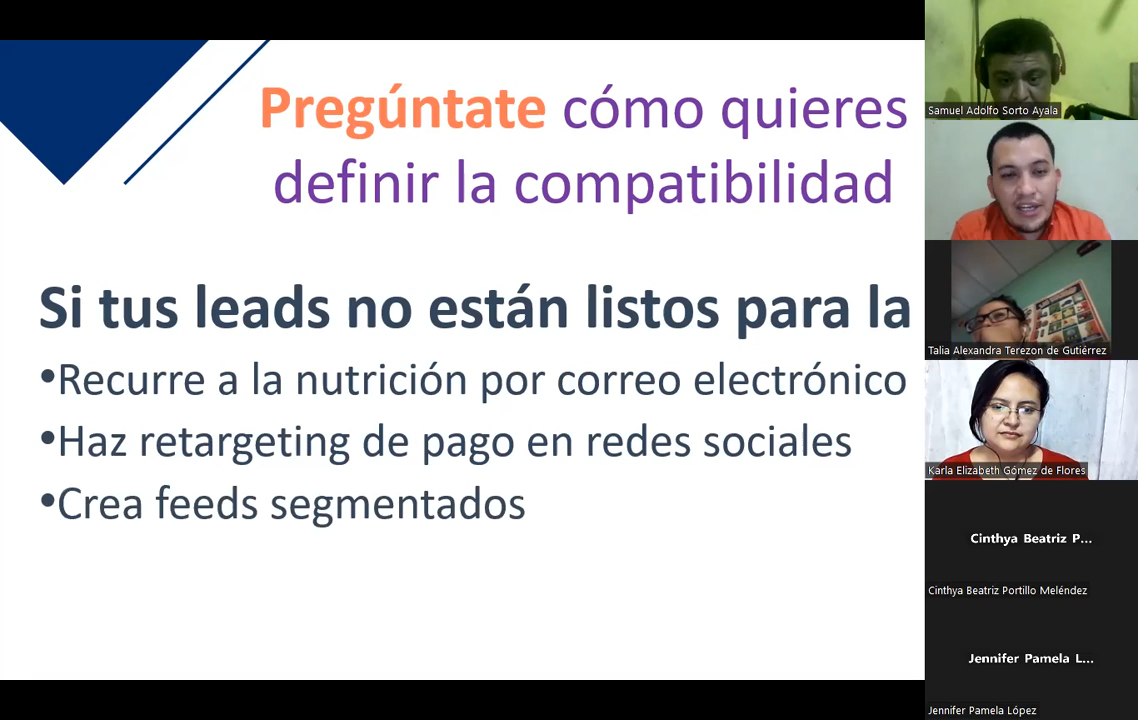 Pregúntate cómo quieres
definir la compatibilidad
Si tus leads no están listos para la
•Recurre a la nutrición por correo electrónico
•Haz retargeting de pago en redes sociales
•Crea feeds segmentados
Samuel Adolfo Sorto Ayala
Talia Alexandra Terezon de Gutiérrez
Karla Elizabeth Gómez de Flores
Cinthya Beatriz P...
Cinthya Beatriz Portillo Meléndez
Jennifer Pamela L...
Jennifer Pamela López